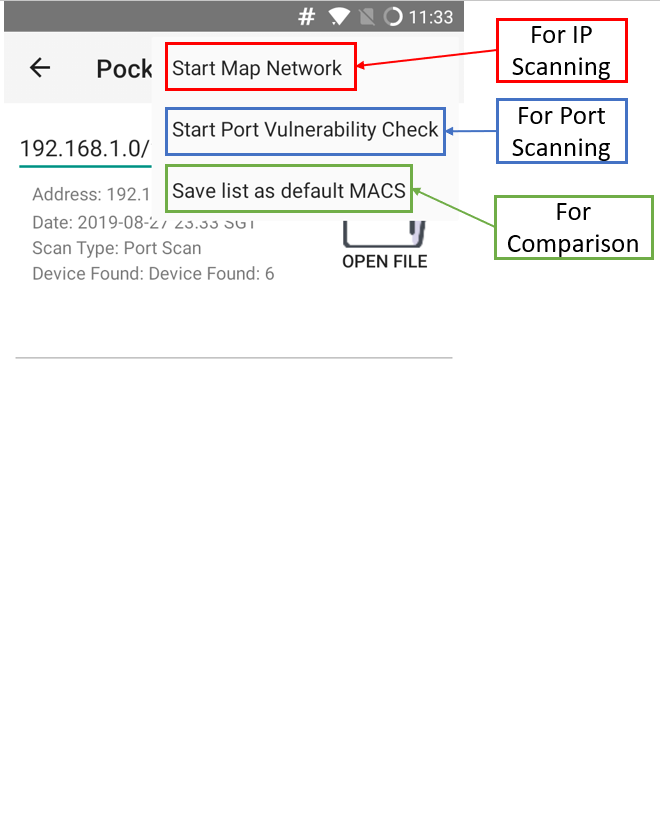 # 11:33
Pock
Start Map Network
For IP
Scanning
192.168.1.0/
Start Port Vulnerability Check
For Port
Scanning
Address: 192.1
Save list as default MACS
For
Comparison
Date: 2019-08-27 23:33 SGT
Scan Type: Port Scan
OPEN FILE
Device Found: Device Found: 6